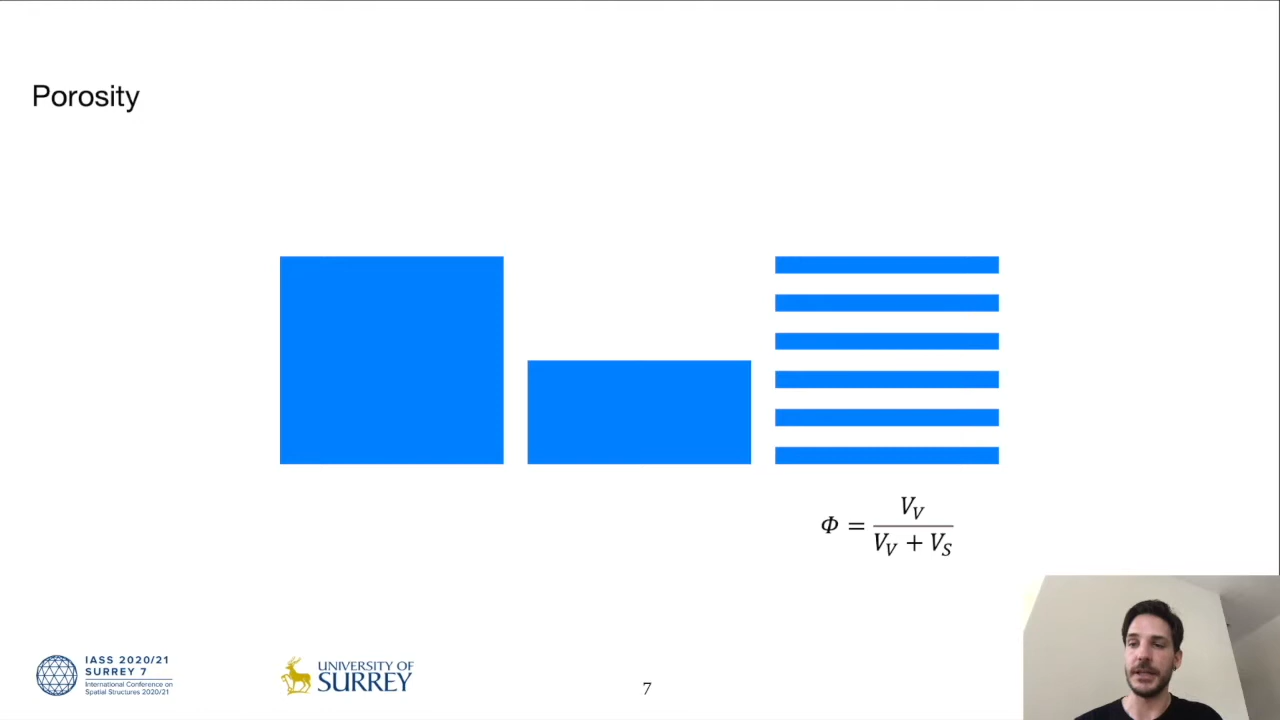 Porosity
Φ = V_V / (V_V + V_S)
IASS 2020/21
SURREY 7
International Conference on
Spatial Structures 2020/21
UNIVERSITY OF
SURREY
7